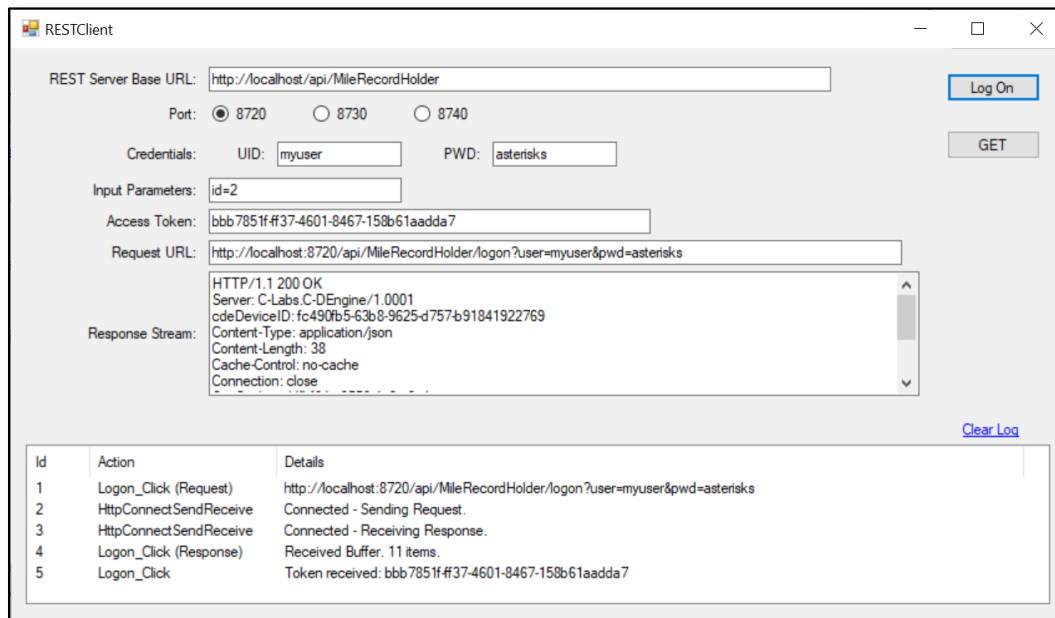 RESTClient
REST Server Base URL: http://localhost/api/MileRecordHolder
Log On
Port: 8720 8730 8740
Credentials: UID: myuser PWD: asterisks
GET
Input Parameters: id=2
Access Token: bbb7851f-ff37-4601-8467-158b61aadda7
Request URL: http://localhost:8720/api/MileRecordHolder/logon?user=myuser&pwd=asterisks
Response Stream:
HTTP/1.1 200 OK
Server: C-Labs.C-DEngine/1.0001
cdeDeviceID: fc490fb5-63b8-9625-d757-b91841922769
Content-Type: application/json
Content-Length: 38
Cache-Control: no-cache
Connection: close
Clear Log
Id Action Details
1 Logon_Click (Request) http://localhost:8720/api/MileRecordHolder/logon?user=myuser&pwd=asterisks
2 HttpConnectSendReceive Connected - Sending Request.
3 HttpConnectSendReceive Connected - Receiving Response.
4 Logon_Click (Response) Received Buffer. 11 items.
5 Logon_Click Token received: bbb7851f-ff37-4601-8467-158b61aadda7